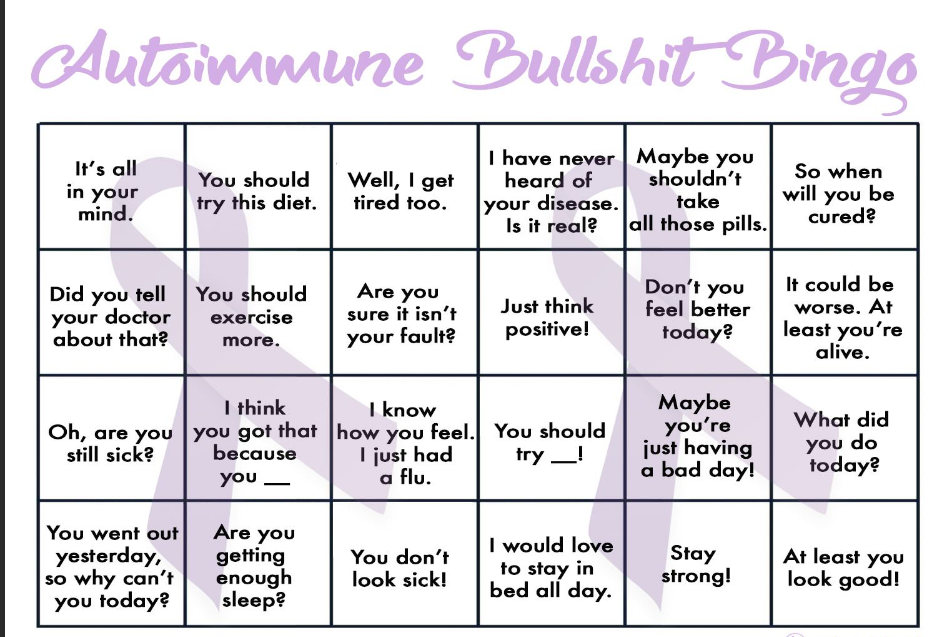 Autoimmune Bullshit Bingo
It's all
in your
mind.
You should
try this diet.
Well, I get
tired too.
I have never
heard of
your disease.
Is it real?
Maybe you
shouldn't
take
all those pills.
So when
will you be
cured?
Did you tell
your doctor
about that?
You should
exercise
more.
Are you
sure it isn't
your fault?
Just think
positive!
Don't you
feel better
today?
It could be
worse. At
least you're
alive.
Oh, are you
still sick?
I think
you got that
because
you __
I know
how you feel.
I just had
a flu.
You should
try __!
Maybe
you're
just having
a bad day!
What did
you do
today?
You went out
yesterday,
so why can't
you today?
Are you
getting
enough
sleep?
You don't
look sick!
I would love
to stay in
bed all day.
Stay
strong!
At least you
look good!